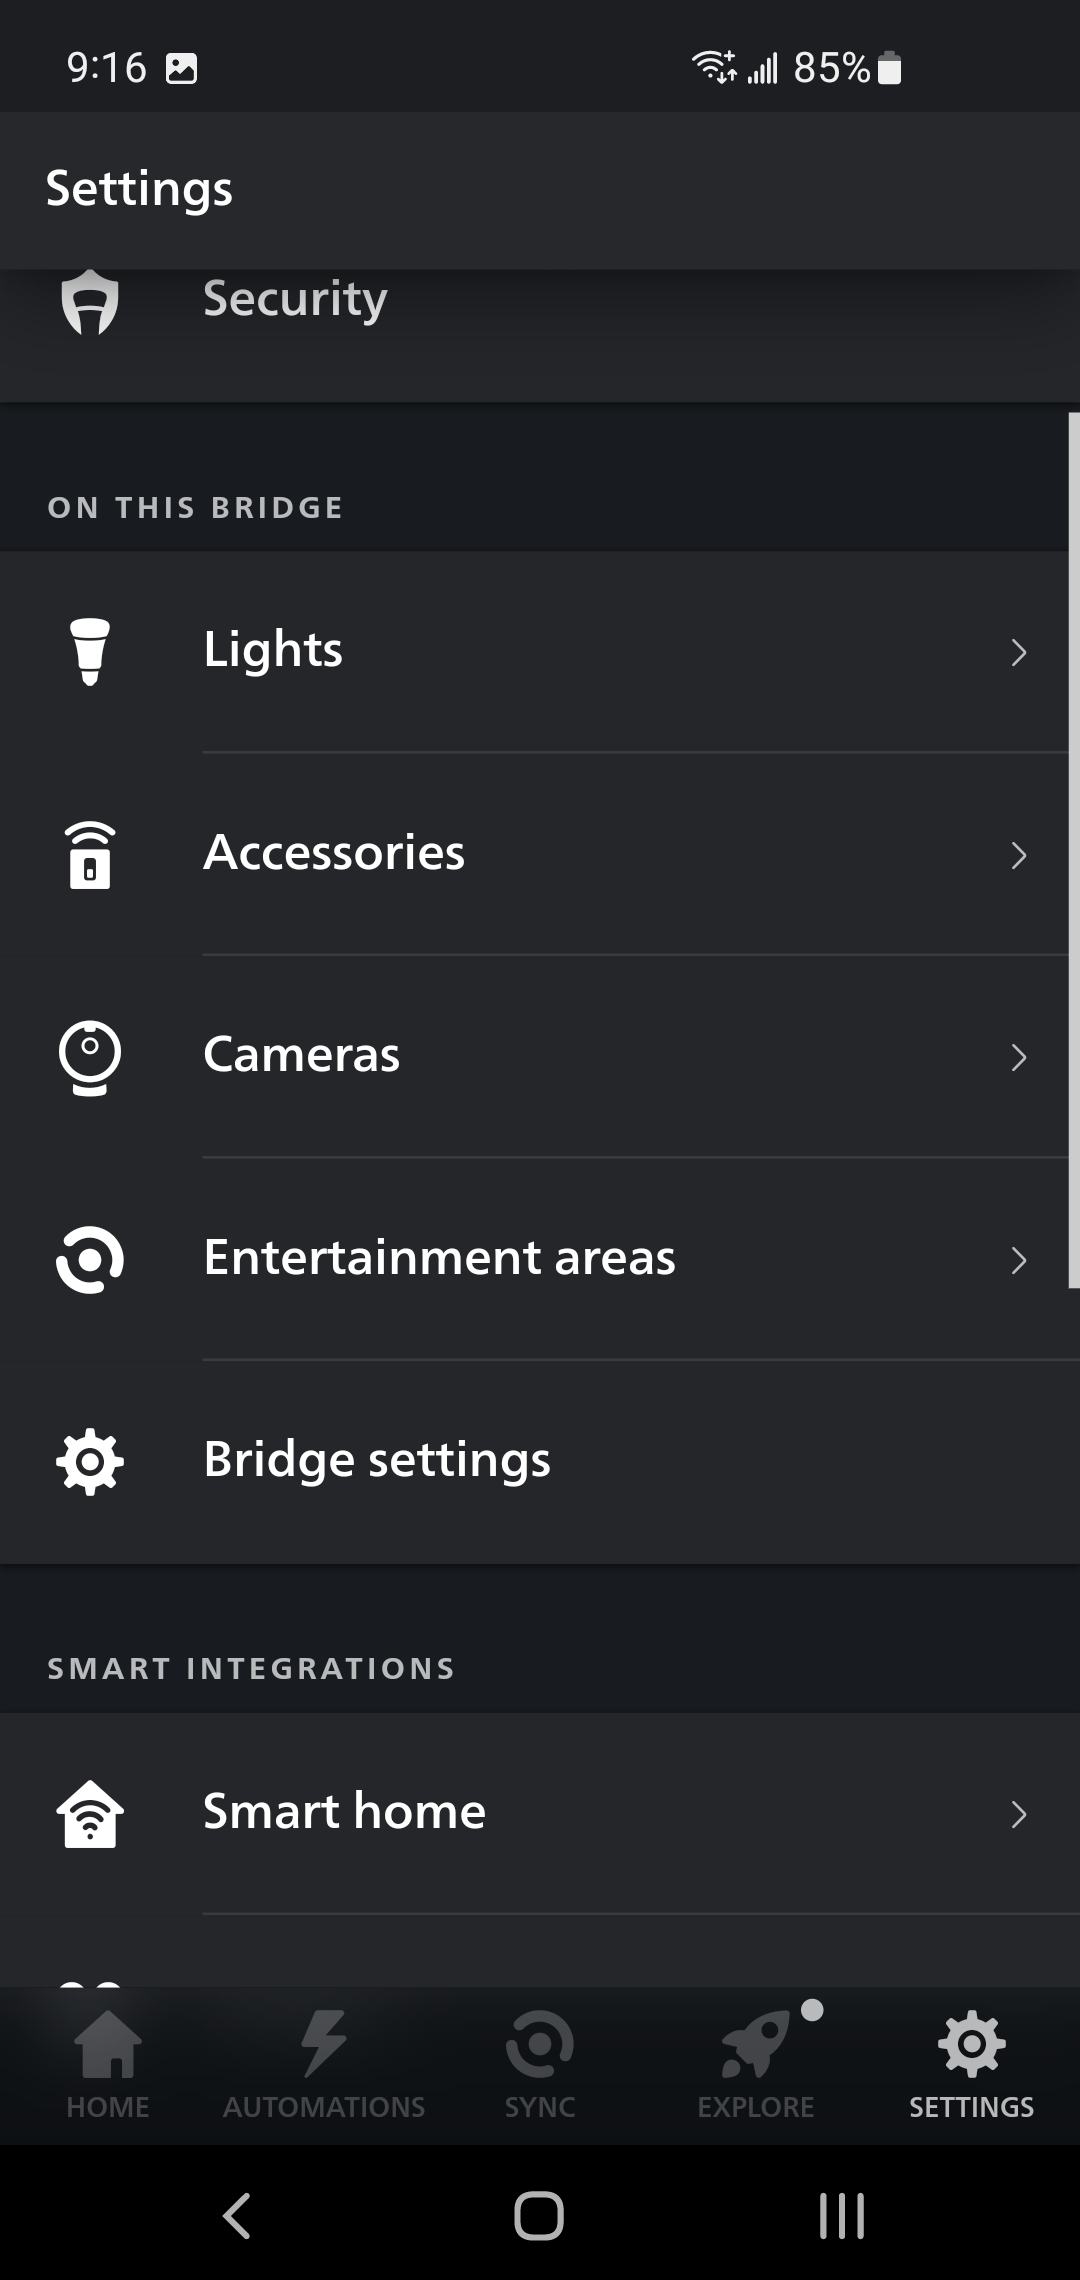 9:16
85%
Settings
Security
ON THIS BRIDGE
Lights
Accessories
Cameras
Entertainment areas
Bridge settings
SMART INTEGRATIONS
Smart home
HOME
AUTOMATIONS
SYNC
EXPLORE
SETTINGS